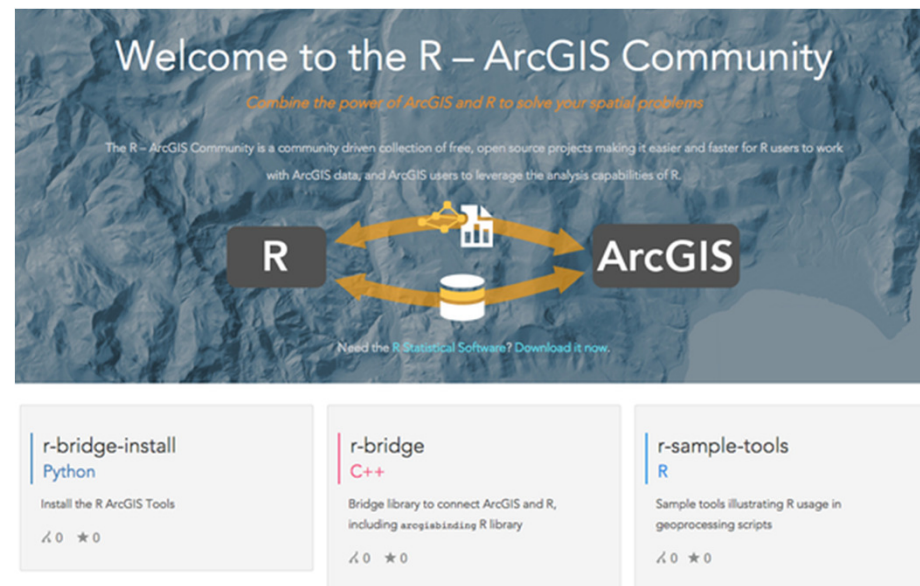 Welcome to the R – ArcGIS Community
Combine the power of ArcGIS and R to solve your spatial problems
The R – ArcGIS Community is a community driven collection of free, open source projects making it easier and faster for R users to work
with ArcGIS data, and ArcGIS users to leverage the analysis capabilities of R.
R
ArcGIS
Need the R Statistical Software? Download it now.
r-bridge-install
Python
Install the R ArcGIS Tools
0 ★ 0
r-bridge
C++
Bridge library to connect ArcGIS and R,
including arcgisbinding R library
0 ★ 0
r-sample-tools
R
Sample tools illustrating R usage in
geoprocessing scripts
0 ★ 0